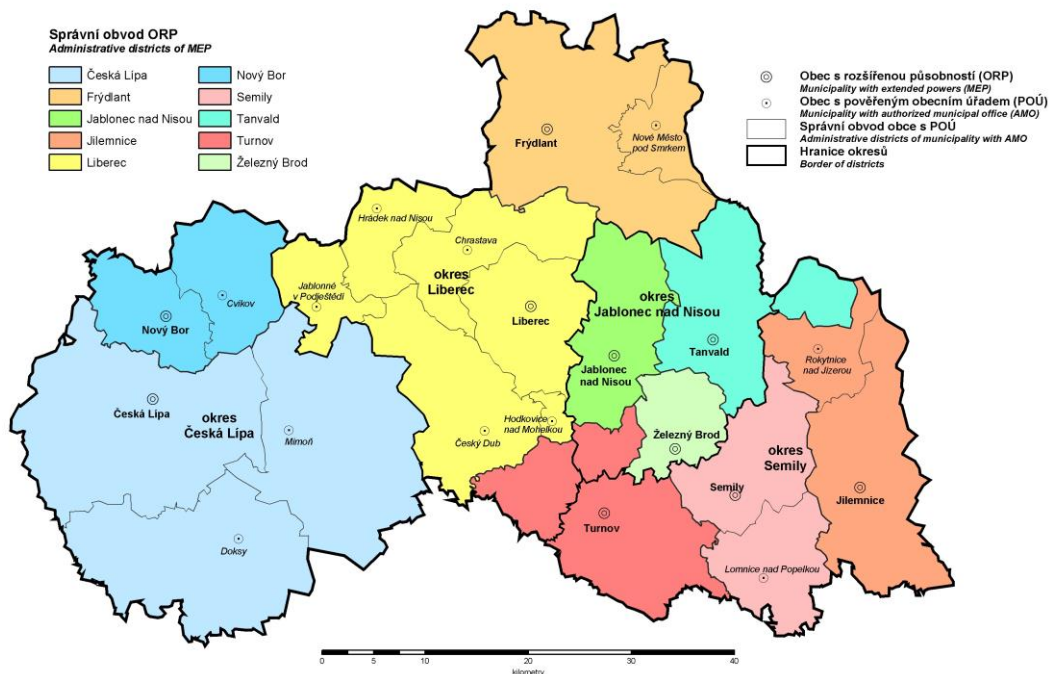 Správní obvod ORP
Administrative districts of MEP
Česká Lípa
Frýdlant
Jablonec nad Nisou
Jilemnice
Liberec
Nový Bor
Semily
Tanvald
Turnov
Železný Brod
Obec s rozšířenou působností (ORP)
Municipality with extended powers (MEP)
Obec s pověřeným obecním úřadem (POÚ)
Municipality with authorized municipal office (AMO)
Správní obvod obce s POÚ
Administrative districts of municipality with AMO
Hranice okresů
Border of districts
Frýdlant
Nové Město
pod Smrkem
Hrádek nad Nisou
Chrastava
okres
Liberec
Jablonné
v Podještědí
Cvikov
Nový Bor
Liberec
okres
Jablonec nad Nisou
Tanvald
Jablonec
nad Nisou
Rokytnice
nad Jizerou
Česká Lípa
okres
Česká Lípa
Mimoň
Hodkovice
nad Mohelkou
Český Dub
Železný Brod
okres
Semily
Semily
Jilemnice
Turnov
Doksy
Lomnice nad Popelkou
0 5 10 20 30 40
kilometry